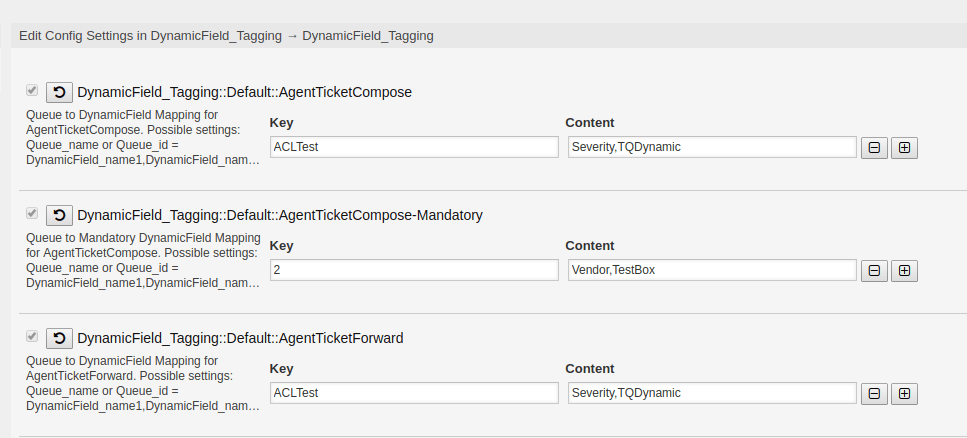 Edit Config Settings in DynamicField_Tagging → DynamicField_Tagging
DynamicField_Tagging::Default::AgentTicketCompose
Queue to DynamicField Mapping for
AgentTicketCompose. Possible settings:
Queue_name or Queue_id =
DynamicField_name1,DynamicField_nam…
Key
Content
ACLTest
Severity,TQDynamic
DynamicField_Tagging::Default::AgentTicketCompose-Mandatory
Queue to Mandatory DynamicField Mapping
for AgentTicketCompose. Possible settings:
Queue_name or Queue_id =
DynamicField_name1,DynamicField_nam…
Key
Content
2
Vendor,TestBox
DynamicField_Tagging::Default::AgentTicketForward
Queue to DynamicField Mapping for
AgentTicketForward. Possible settings:
Queue_name or Queue_id =
DynamicField_name1,DynamicField_nam…
Key
Content
ACLTest
Severity,TQDynamic